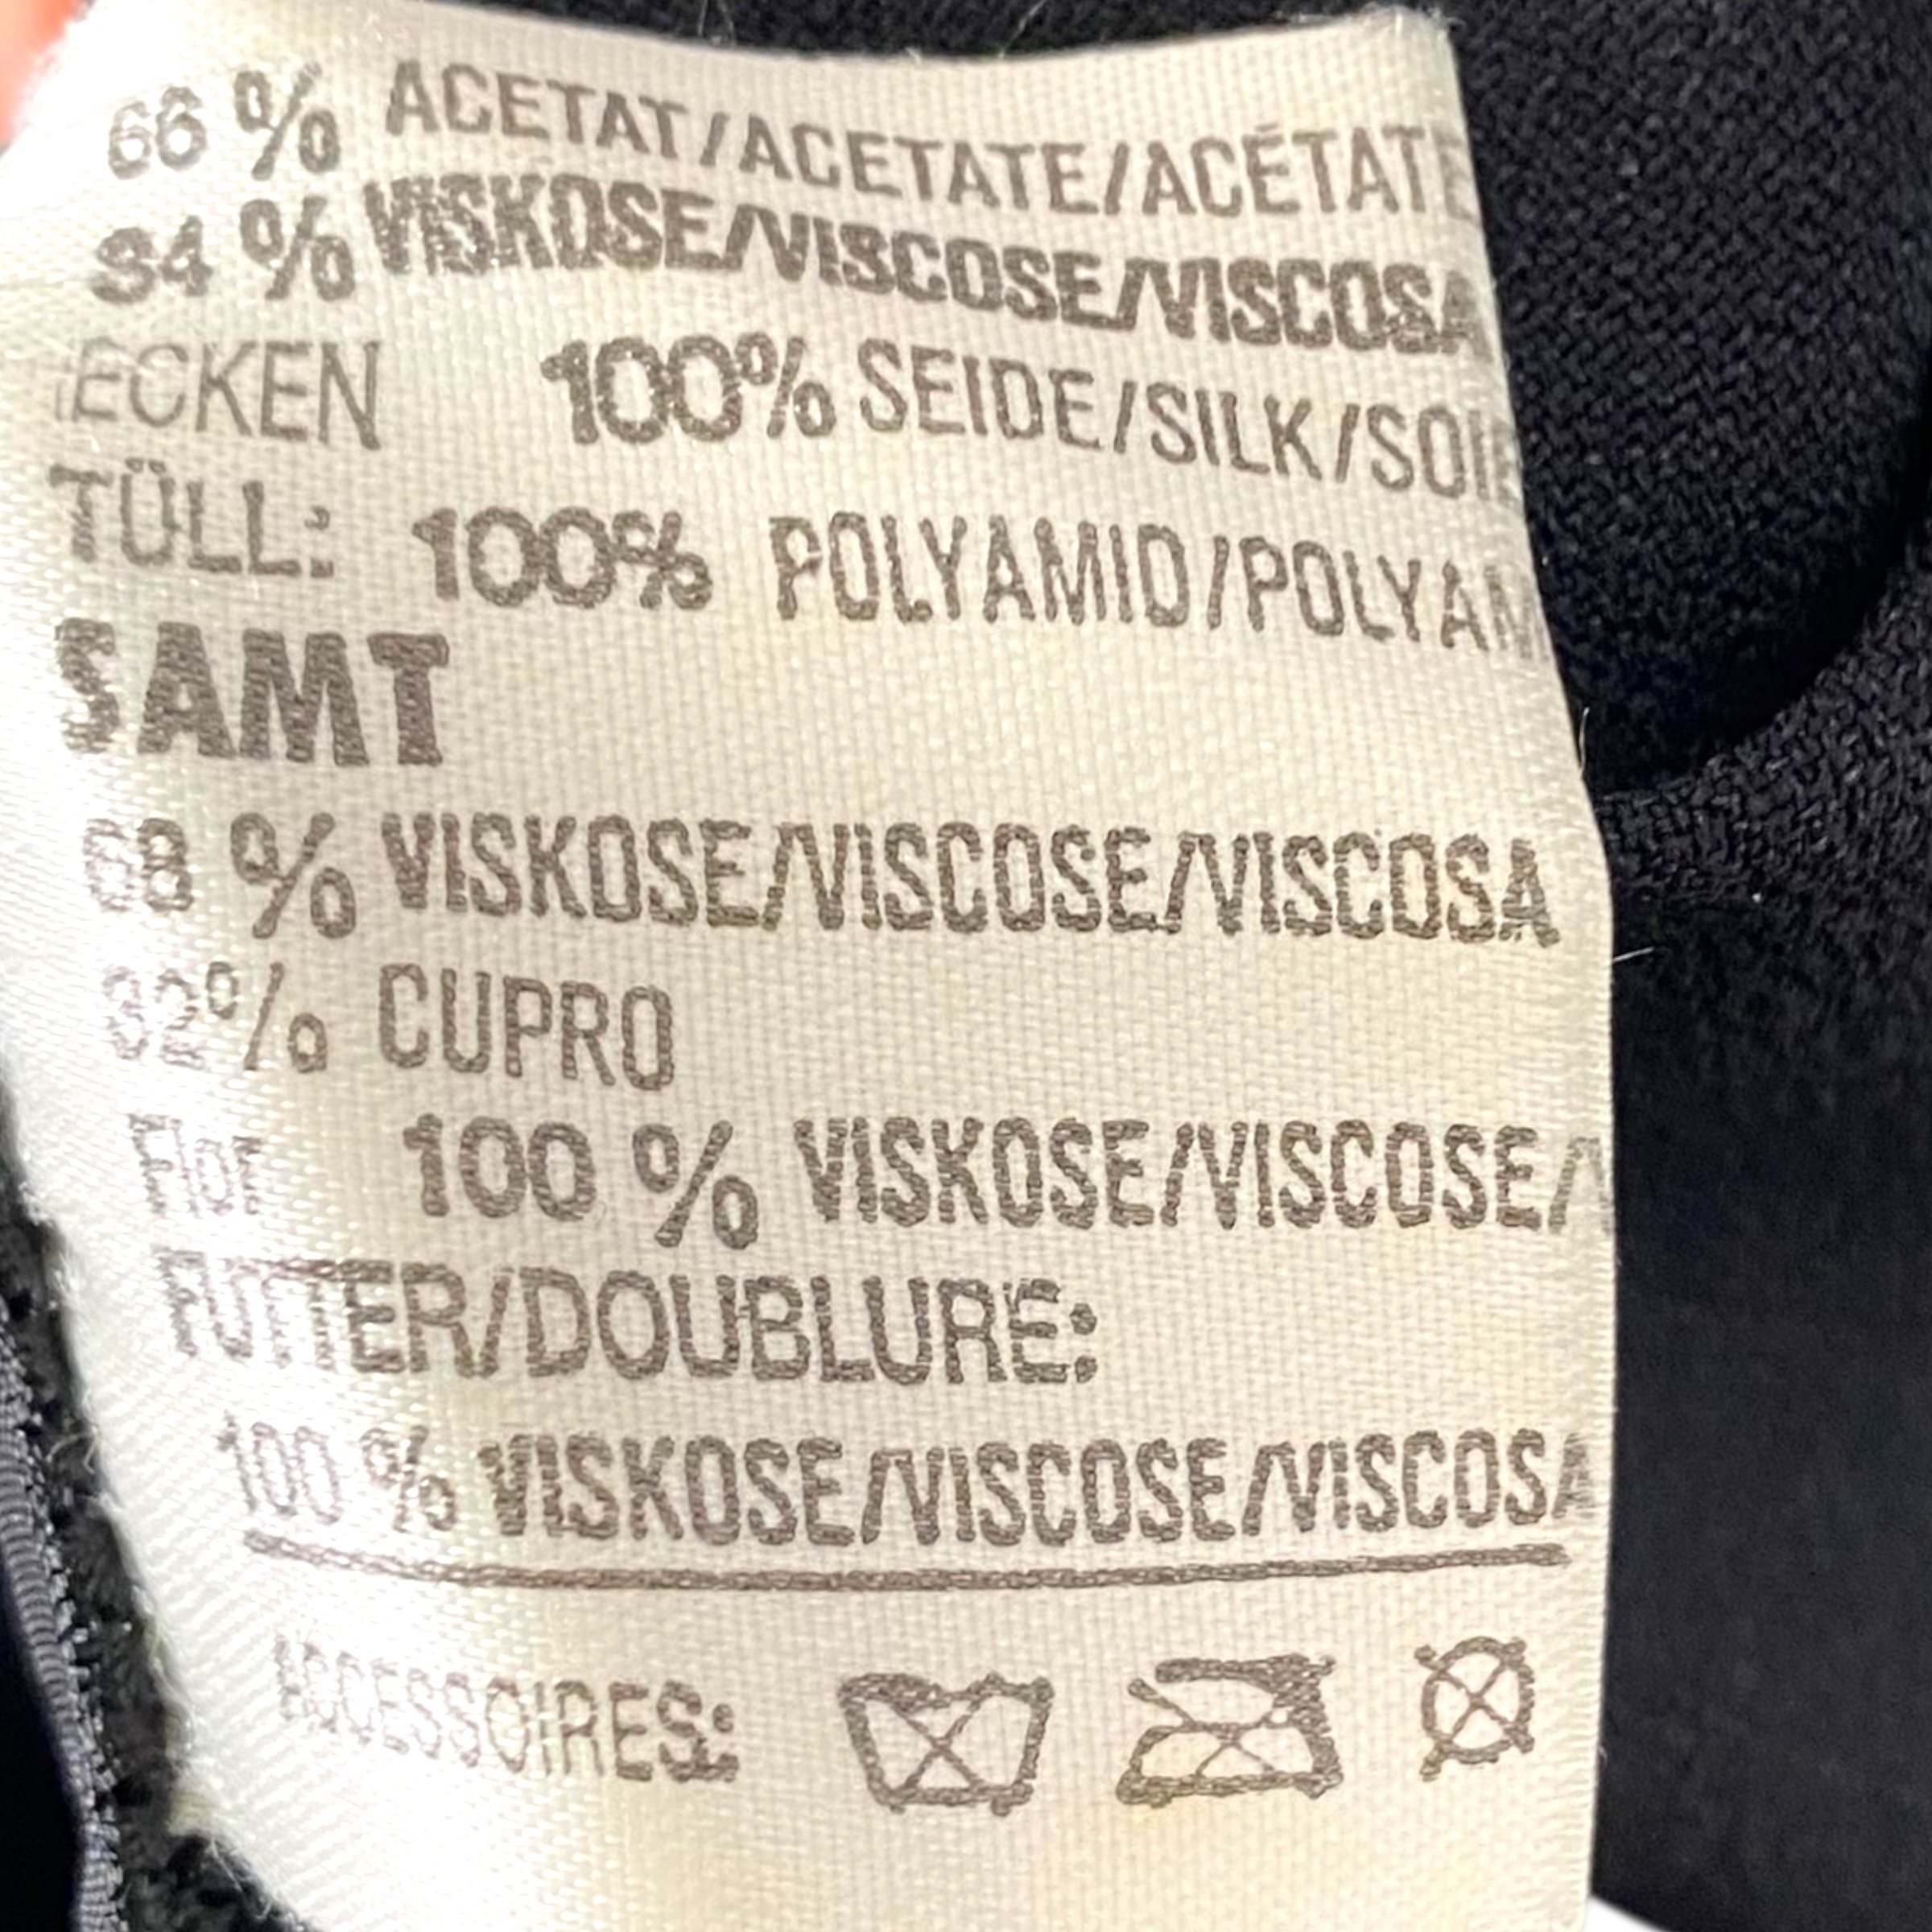 66 % ACETAT/ACETATE/ACÉTATE
34 % VISKOSE/VISCOSE/VISCOSA
ECKEN 100% SEIDE/SILK/SOIE
TÜLL: 100% POLYAMID/POLYAM
SAMT
68 % VISKOSE/VISCOSE/VISCOSA
32% CUPRO
Flor 100 % VISKOSE/VISCOSE/
FUTTER/DOUBLURE:
100 % VISKOSE/VISCOSE/VISCOSA
ACCESSOIRES: